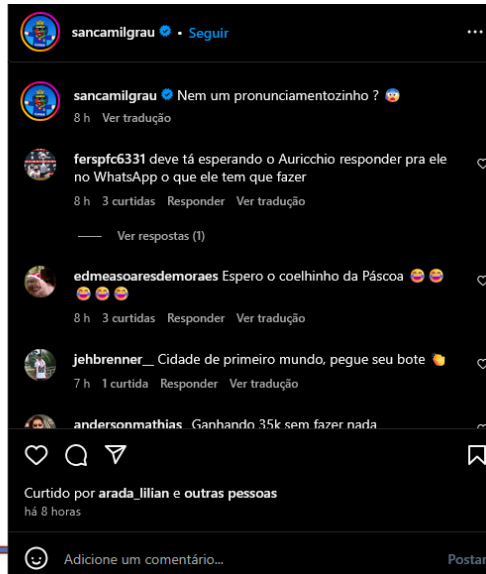 sancamilgrau • Seguir
sancamilgrau Nem um pronunciamentozinho ? 😨
8 h Ver tradução
ferspfc6331 deve tá esperando o Auricchio responder pra ele
no WhatsApp o que ele tem que fazer
8 h 3 curtidas Responder Ver tradução
Ver respostas (1)
edmeasoaresdemoraes Espero o coelhinho da Páscoa 😂 😂
😂 😂 😂
8 h 3 curtidas Responder Ver tradução
jehbrenner__ Cidade de primeiro mundo, pegue seu bote 👏
7 h 1 curtida Responder Ver tradução
andersonmathias_ Ganhando 35k sem fazer nada
Curtido por arada_lilian e outras pessoas
há 8 horas
Adicione um comentário...
Postar